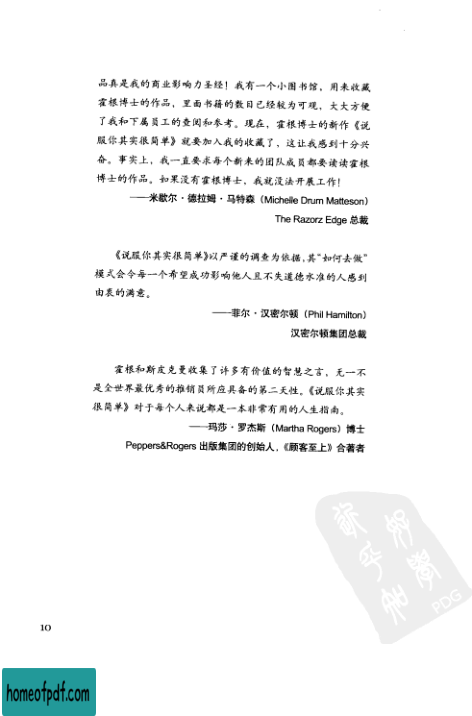 品真是我的商业影响力圣经！我有一个小图书馆，用来收藏
霍根博士的作品，里面书籍的数目已经较为可观，大大方便
了我和下属员工的查阅和参考。现在，霍根博士的新作《说
服你其实很简单》就要加入我的收藏了，这让我感到十分兴
奋。事实上，我一直要求每个新来的团队成员都要读读霍根
博士的作品。如果没有霍根博士，我就没法开展工作！
——米歇尔·德拉姆·马特森（Michelle Drum Matteson）
The Razorz Edge 总裁
《说服你其实很简单》以严谨的调查为依据，其“如何去做”
模式会令每一个希望成功影响他人且不失道德水准的人感到
由衷的满意。
——菲尔·汉密尔顿（Phil Hamilton）
汉密尔顿集团总裁
霍根和斯皮克曼收集了许多有价值的智慧之言，无一不
是全世界最优秀的推销员所应具备的第二天性。《说服你其实
很简单》对于每个人来说都是一本非常有用的人生指南。
——玛莎·罗杰斯（Martha Rogers）博士
Peppers&Rogers 出版集团的创始人，《顾客至上》合著者
PDG
10
homeofpdf.com